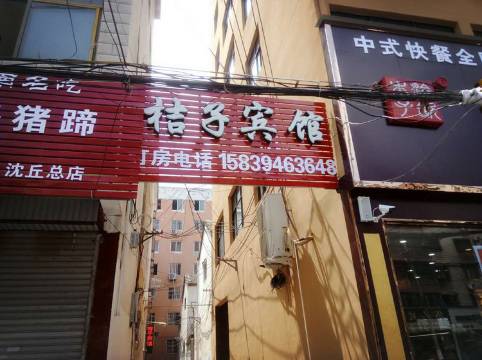 名吃
猪蹄
沈丘总店
桔子宾馆
订房电话 15839463648
中式快餐全